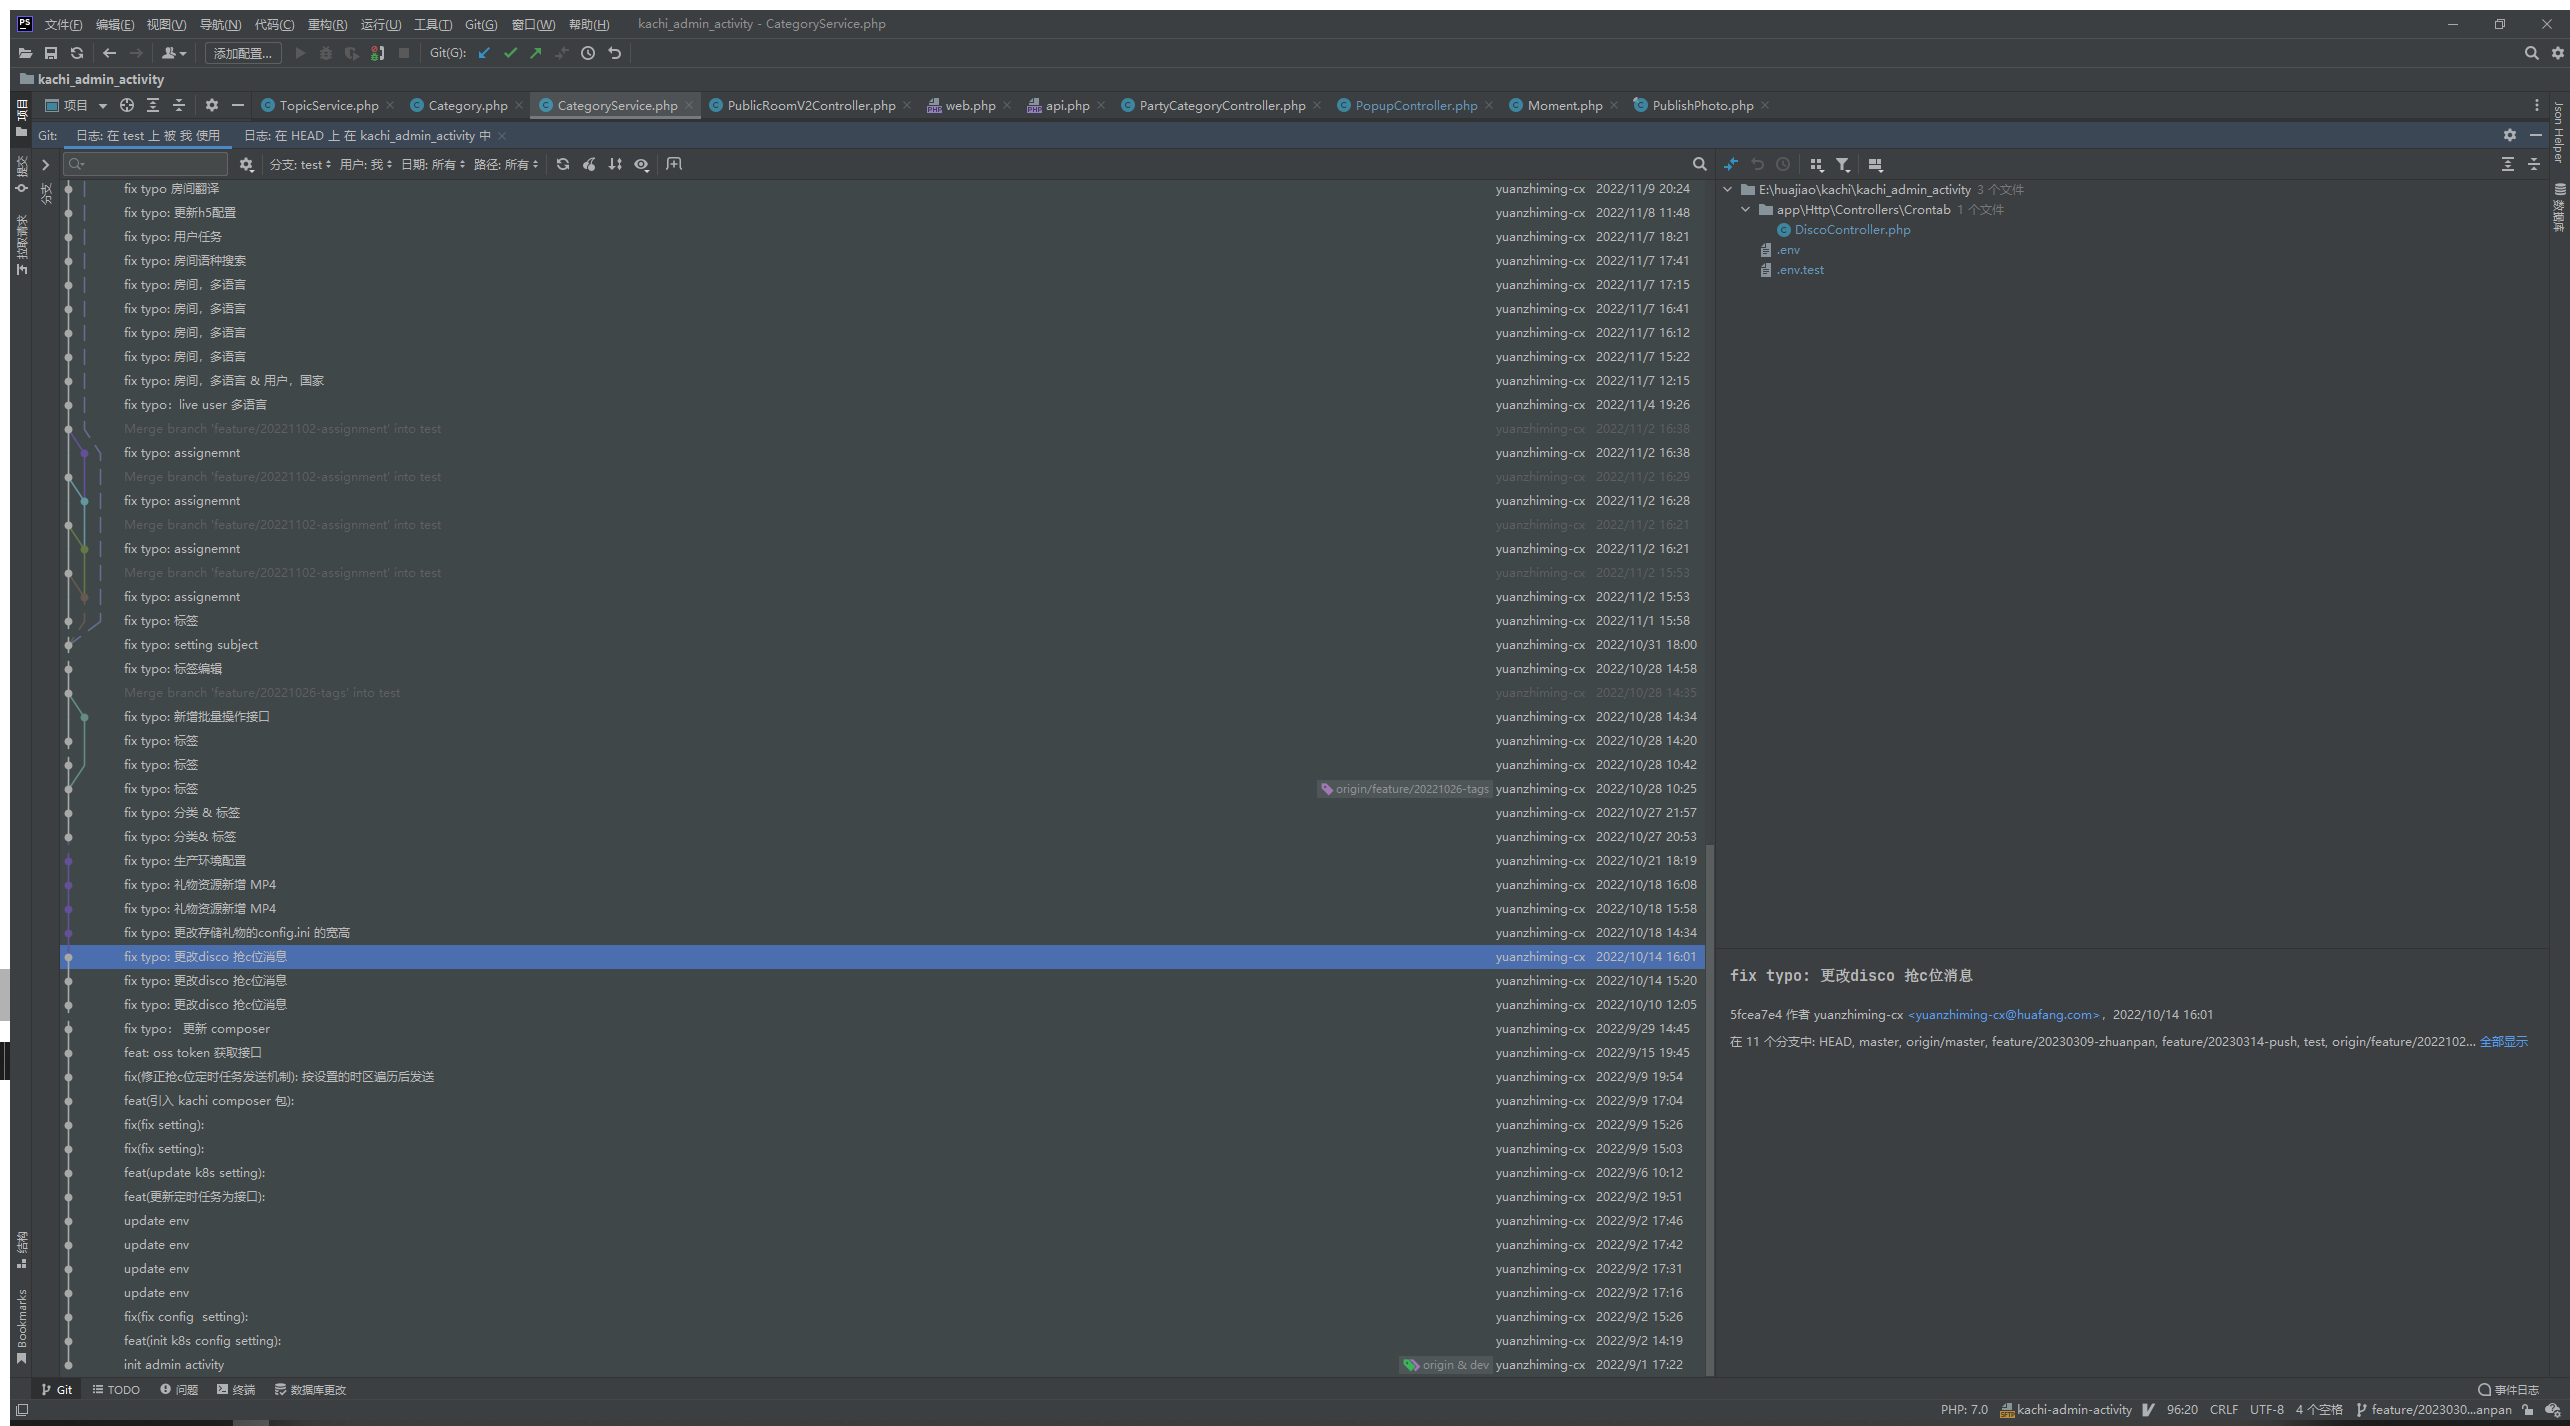 PS 文件(F) 编辑(E) 视图(V) 导航(N) 代码(C) 重构(R) 运行(U) 工具(T) Git(G) 窗口(W) 帮助(H) kachi_admin_activity - CategoryService.php
添加配置... Git(G):
kachi_admin_activity
项目 TopicService.php Category.php CategoryService.php PublicRoomV2Controller.php web.php api.php PartyCategoryController.php PopupController.php Moment.php PublishPhoto.php
Git: 日志: 在 test 上 被 我 使用 日志: 在 HEAD 上 在 kachi_admin_activity 中
分支: test 用户: 我 日期: 所有 路径: 所有
项目
提交
拉取请求
结构
Bookmarks
分支
fix typo 房间翻译 yuanzhiming-cx 2022/11/9 20:24
fix typo: 更新h5配置 yuanzhiming-cx 2022/11/8 11:48
fix typo: 用户任务 yuanzhiming-cx 2022/11/7 18:21
fix typo: 房间语种搜索 yuanzhiming-cx 2022/11/7 17:41
fix typo: 房间，多语言 yuanzhiming-cx 2022/11/7 17:15
fix typo: 房间，多语言 yuanzhiming-cx 2022/11/7 16:41
fix typo: 房间，多语言 yuanzhiming-cx 2022/11/7 16:12
fix typo: 房间，多语言 yuanzhiming-cx 2022/11/7 15:22
fix typo: 房间，多语言 & 用户，国家 yuanzhiming-cx 2022/11/7 12:15
fix typo：live user 多语言 yuanzhiming-cx 2022/11/4 19:26
Merge branch 'feature/20221102-assignment' into test yuanzhiming-cx 2022/11/2 16:38
fix typo: assignemnt yuanzhiming-cx 2022/11/2 16:38
Merge branch 'feature/20221102-assignment' into test yuanzhiming-cx 2022/11/2 16:29
fix typo: assignemnt yuanzhiming-cx 2022/11/2 16:28
Merge branch 'feature/20221102-assignment' into test yuanzhiming-cx 2022/11/2 16:21
fix typo: assignemnt yuanzhiming-cx 2022/11/2 16:21
Merge branch 'feature/20221102-assignment' into test yuanzhiming-cx 2022/11/2 15:53
fix typo: assignemnt yuanzhiming-cx 2022/11/2 15:53
fix typo: 标签 yuanzhiming-cx 2022/11/1 15:58
fix typo: setting subject yuanzhiming-cx 2022/10/31 18:00
fix typo: 标签编辑 yuanzhiming-cx 2022/10/28 14:58
Merge branch 'feature/20221026-tags' into test yuanzhiming-cx 2022/10/28 14:35
fix typo: 新增批量操作接口 yuanzhiming-cx 2022/10/28 14:34
fix typo: 标签 yuanzhiming-cx 2022/10/28 14:20
fix typo: 标签 yuanzhiming-cx 2022/10/28 10:42
fix typo: 标签 origin/feature/20221026-tags yuanzhiming-cx 2022/10/28 10:25
fix typo: 分类 & 标签 yuanzhiming-cx 2022/10/27 21:57
fix typo: 分类& 标签 yuanzhiming-cx 2022/10/27 20:53
fix typo: 生产环境配置 yuanzhiming-cx 2022/10/21 18:19
fix typo: 礼物资源新增 MP4 yuanzhiming-cx 2022/10/18 16:08
fix typo: 礼物资源新增 MP4 yuanzhiming-cx 2022/10/18 15:58
fix typo: 更改存储礼物的config.ini 的宽高 yuanzhiming-cx 2022/10/18 14:34
fix typo: 更改disco 抢c位消息 yuanzhiming-cx 2022/10/14 16:01
fix typo: 更改disco 抢c位消息 yuanzhiming-cx 2022/10/14 15:20
fix typo: 更改disco 抢c位消息 yuanzhiming-cx 2022/10/10 12:05
fix typo： 更新 composer yuanzhiming-cx 2022/9/29 14:45
feat: oss token 获取接口 yuanzhiming-cx 2022/9/15 19:45
fix(修正抢c位定时任务发送机制): 按设置的时区遍历后发送 yuanzhiming-cx 2022/9/9 19:54
feat(引入 kachi composer 包): yuanzhiming-cx 2022/9/9 17:04
fix(fix setting): yuanzhiming-cx 2022/9/9 15:26
fix(fix setting): yuanzhiming-cx 2022/9/9 15:03
feat(update k8s setting): yuanzhiming-cx 2022/9/6 10:12
feat(更新定时任务为接口): yuanzhiming-cx 2022/9/2 19:51
update env yuanzhiming-cx 2022/9/2 17:46
update env yuanzhiming-cx 2022/9/2 17:42
update env yuanzhiming-cx 2022/9/2 17:31
update env yuanzhiming-cx 2022/9/2 17:16
fix(fix config setting): yuanzhiming-cx 2022/9/2 15:26
feat(init k8s config setting): yuanzhiming-cx 2022/9/2 14:19
init admin activity origin & dev yuanzhiming-cx 2022/9/1 17:22
E:\huajiao\kachi\kachi_admin_activity 3 个文件
app\Http\Controllers\Crontab 1 个文件
DiscoController.php
.env
.env.test
fix typo: 更改disco 抢c位消息
5fcea7e4 作者 yuanzhiming-cx <yuanzhiming-cx@huafang.com>，2022/10/14 16:01
在 11 个分支中: HEAD, master, origin/master, feature/20230309-zhuanpan, feature/20230314-push, test, origin/feature/2022102... 全部显示
Json Helper
数据库
Git TODO 问题 终端 数据库更改 事件日志
PHP: 7.0 kachi-admin-activity 96:20 CRLF UTF-8 4 个空格 feature/2023030...anpan